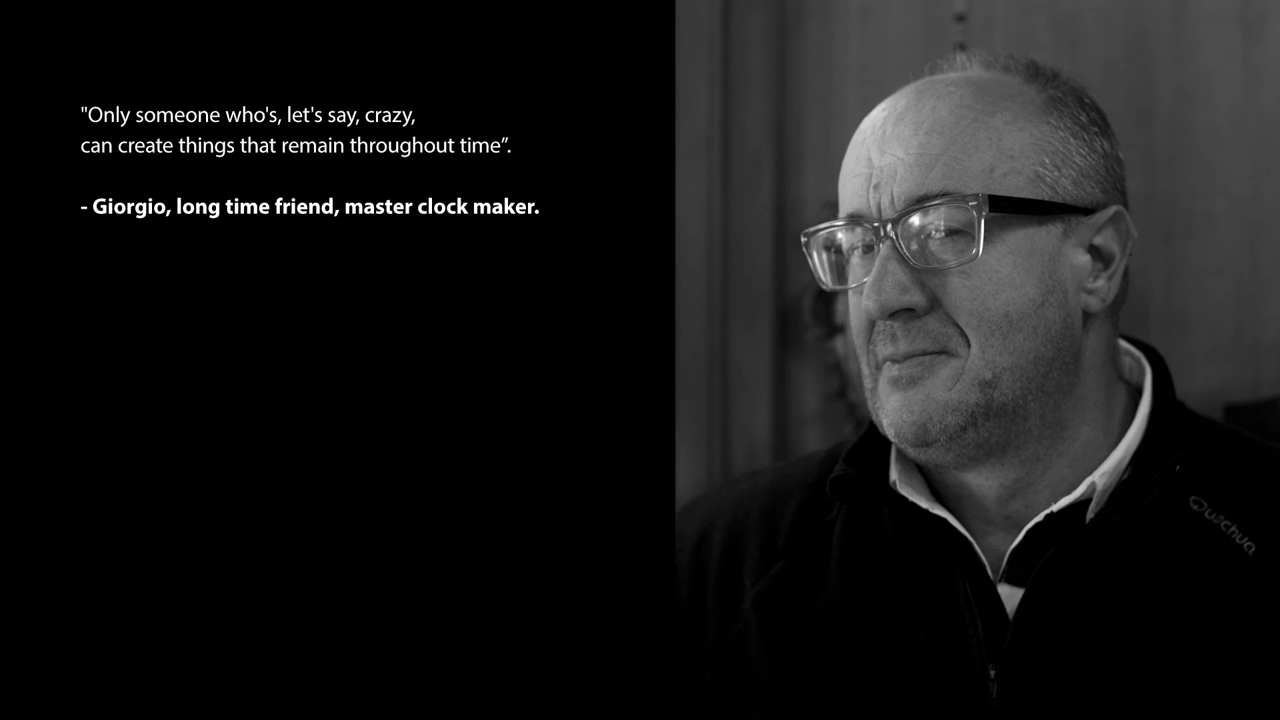 "Only someone who's, let's say, crazy,
can create things that remain throughout time”.
- Giorgio, long time friend, master clock maker.
Quechua